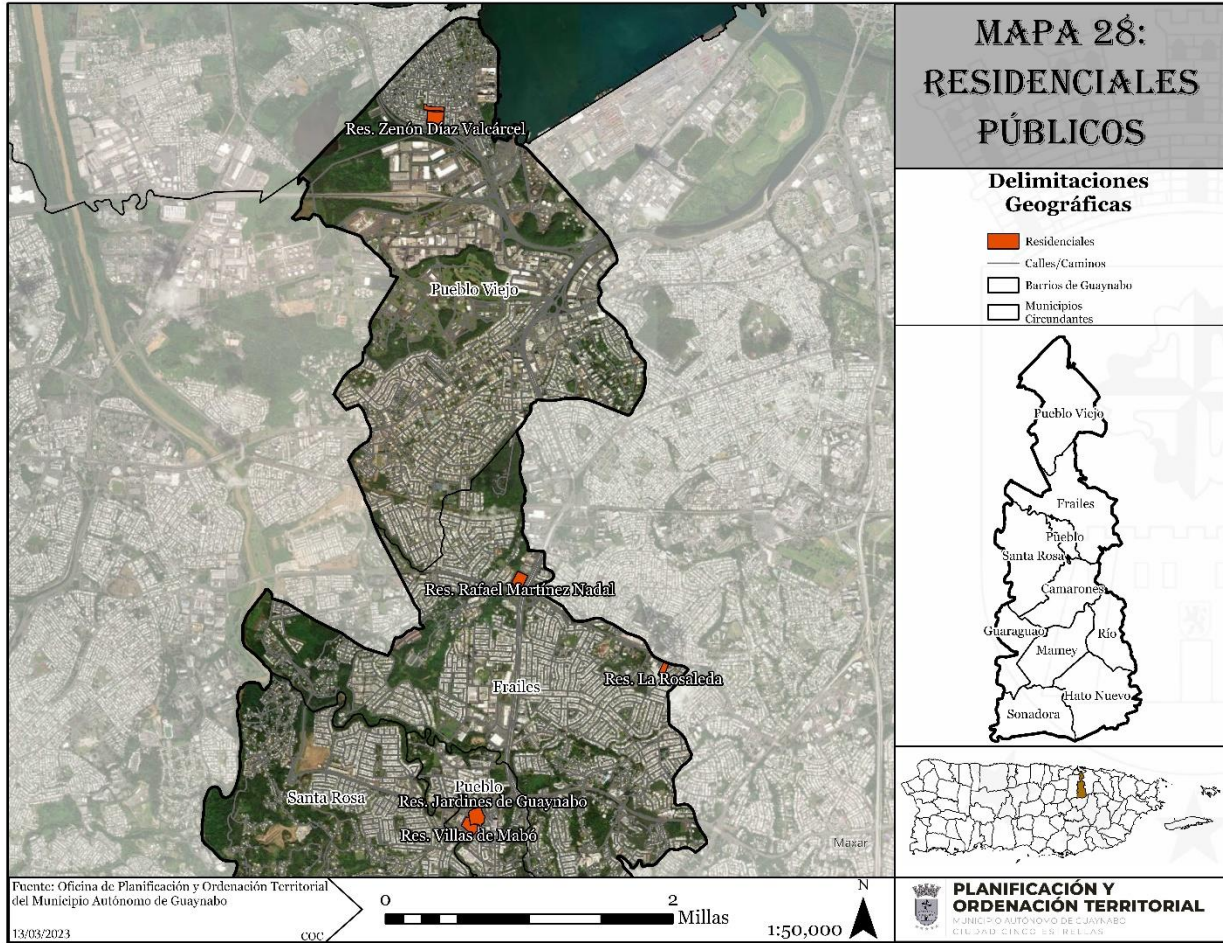 MAPA 28:
RESIDENCIALES
PÚBLICOS
Delimitaciones
Geográficas
Residenciales
Calles/Caminos
Barrios de Guaynabo
Municipios
Circundantes
Res. Zenón Díaz Valcárcel
Pueblo Viejo
Res. Rafael Martínez Nadal
Res. La Rosaleda
Frailes
Santa Rosa
Pueblo
Res. Jardines de Guaynabo
Res. Villas de Mabó
Maxar
Pueblo Viejo
Frailes
Pueblo
Santa Rosa
Camarones
Guaraguao
Río
Mamey
Hato Nuevo
Sonadora
Fuente: Oficina de Planificación y Ordenación Territorial
del Municipio Autónomo de Guaynabo
13/03/2023
COC
0 2
Millas
1:50,000
N
PLANIFICACIÓN Y
ORDENACIÓN TERRITORIAL
MUNICIPIO AUTÓNOMO DE GUAYNABO
CIUDAD CINCO ESTRELLAS